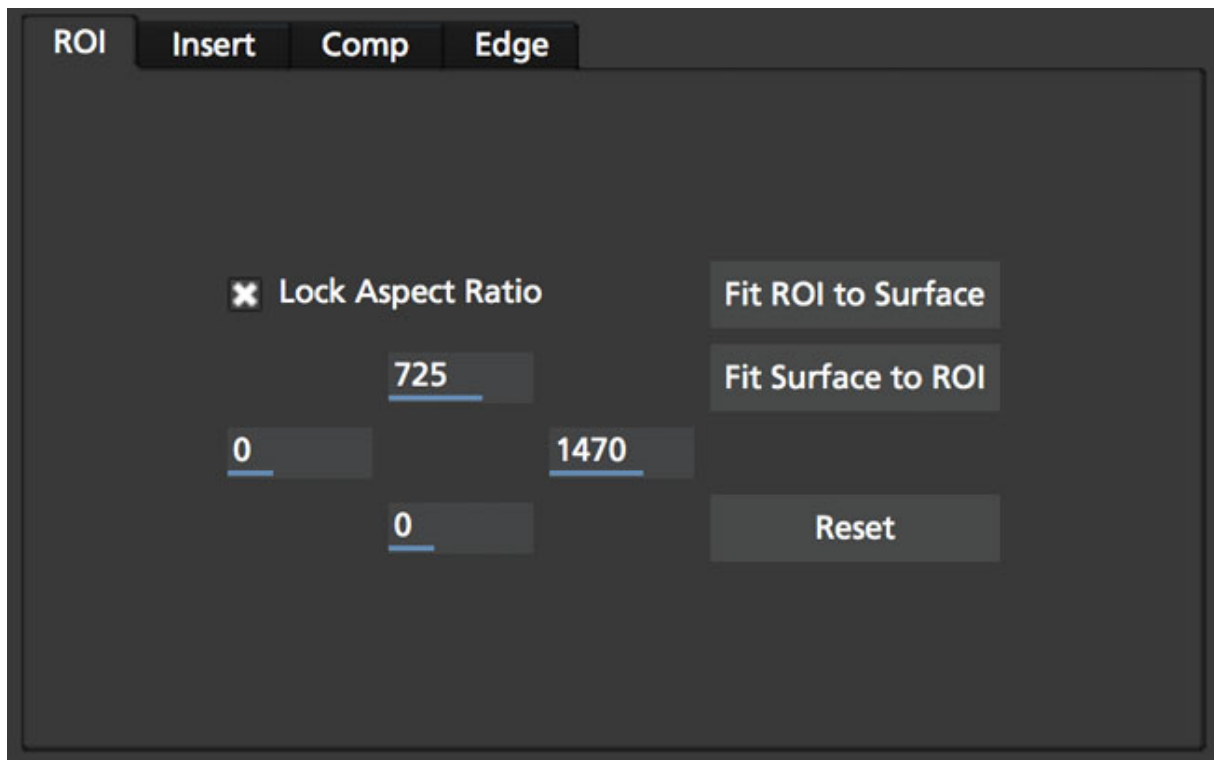 ROI Insert Comp Edge
Lock Aspect Ratio Fit ROI to Surface
725 Fit Surface to ROI
0 1470
0 Reset